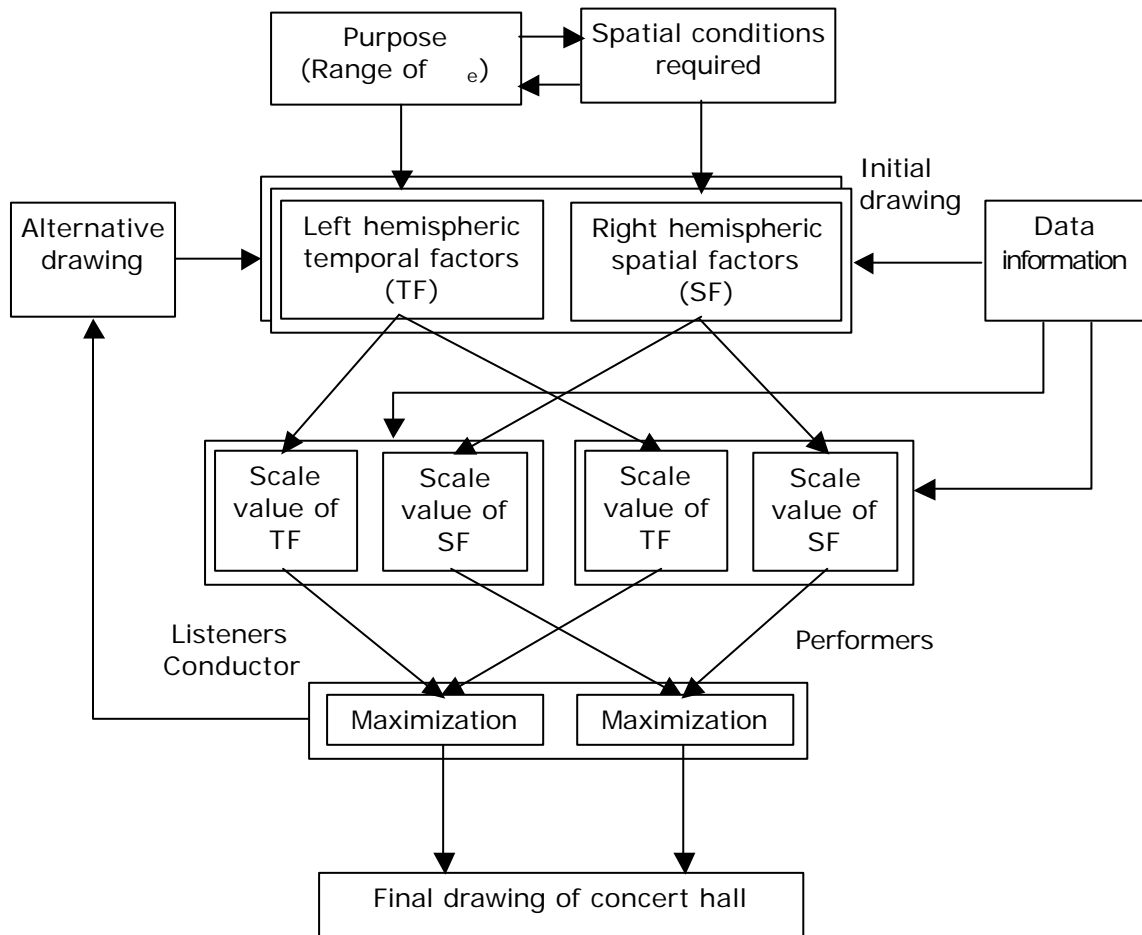 Purpose
(Range of e)
Spatial conditions
required
Initial
drawing
Alternative
drawing
Left hemispheric
temporal factors
(TF)
Right hemispheric
spatial factors
(SF)
Data
information
Scale
value of
TF
Scale
value of
SF
Scale
value of
TF
Scale
value of
SF
Listeners
Conductor
Performers
Maximization
Maximization
Final drawing of concert hall